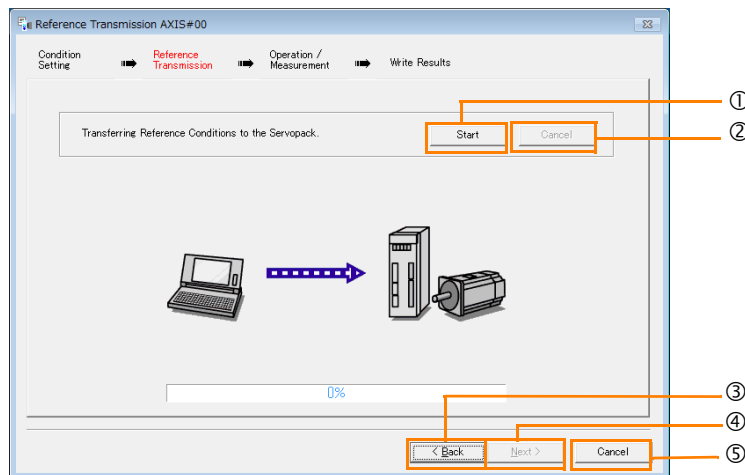 Reference Transmission AXIS#00
Condition Setting
Reference Transmission
Operation / Measurement
Write Results
①
Transferring Reference Conditions to the Servopack.
Start
Cancel
②
0%
③
④
< Back
Next >
Cancel
⑤